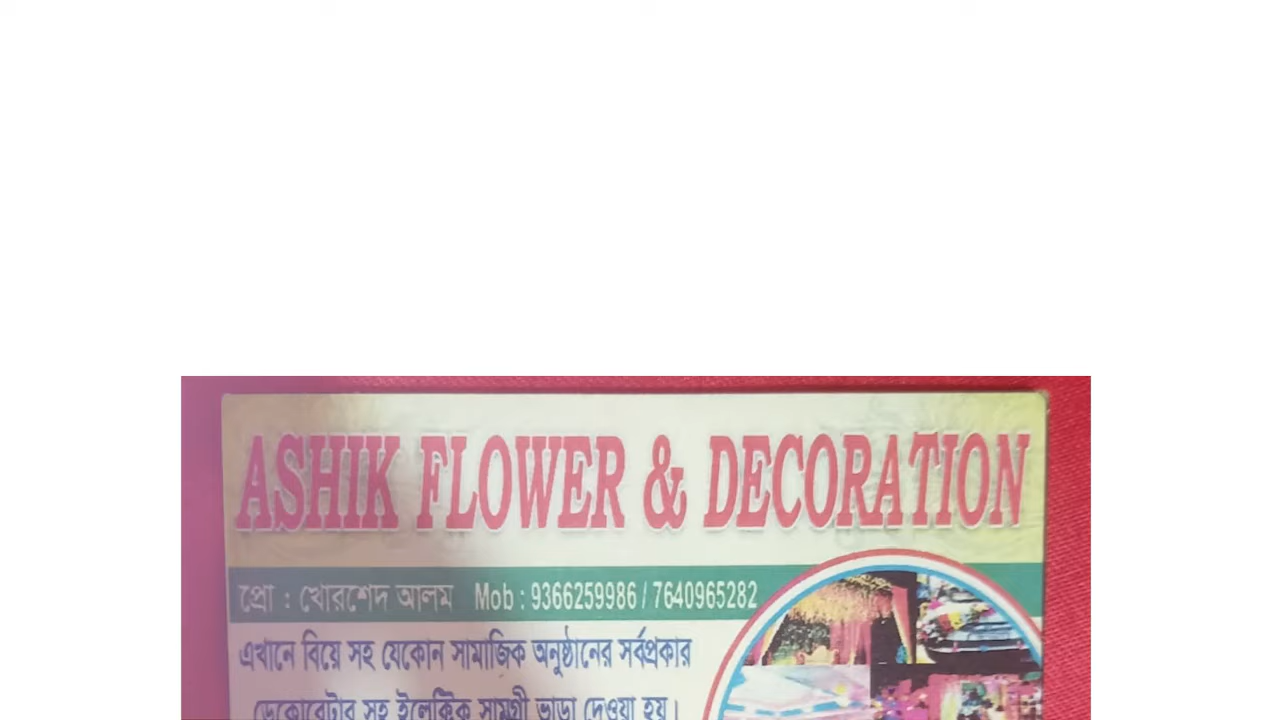 ASHIK FLOWER & DECORATION
প্রো : খোরশেদ আলম Mob : 9366259986 / 7640965282
এখানে বিয়ে সহ যেকোন সামাজিক অনুষ্ঠানের সর্বপ্রকার
ডেকোরেটার সহ ইলেক্ট্রিক সামগ্রী ভাড়া দেওয়া হয়।